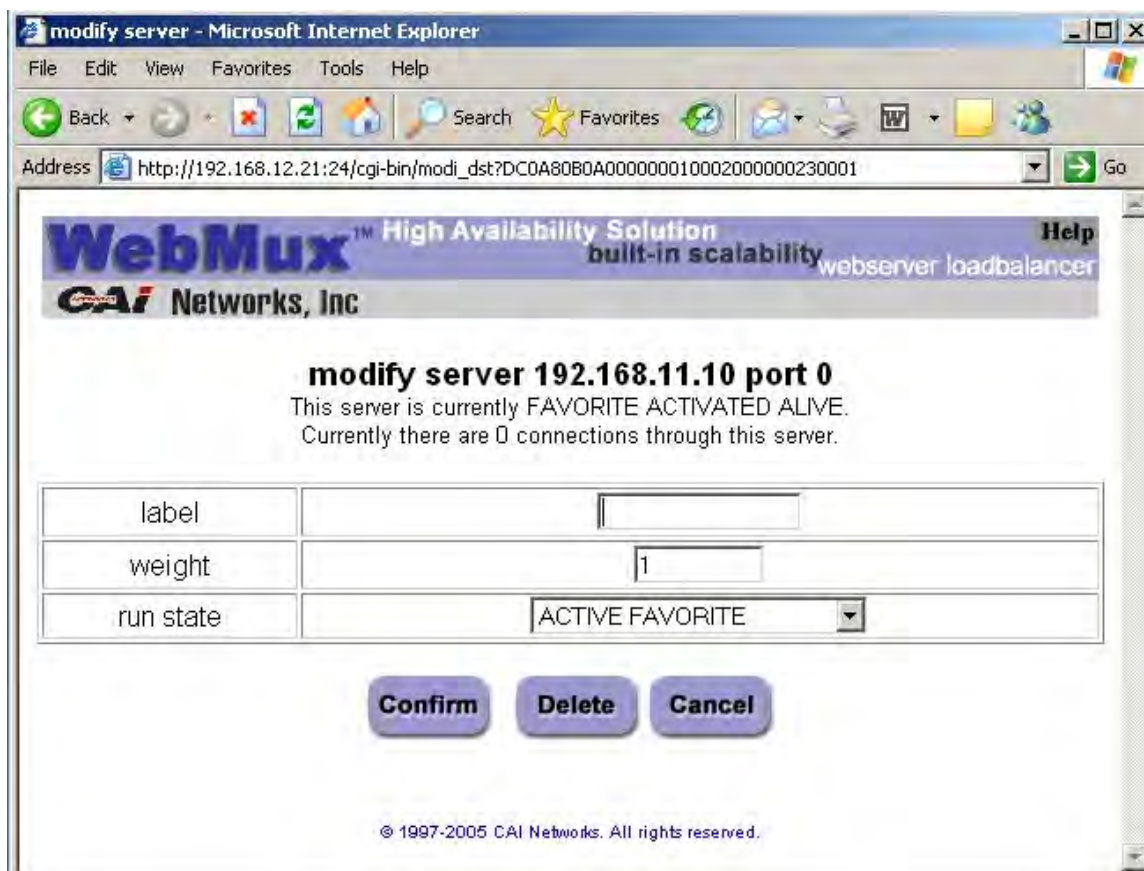 modify server - Microsoft Internet Explorer
File Edit View Favorites Tools Help
Back Search Favorites
Address http://192.168.12.21:24/cgi-bin/modi_dst?DC0A80B0A0000000100020000000230001 Go
WebMux™ High Availability Solution Help
built-in scalability
webserver loadbalancer
CAI Networks, Inc
modify server 192.168.11.10 port 0
This server is currently FAVORITE ACTIVATED ALIVE.
Currently there are 0 connections through this server.
label
weight 1
run state ACTIVE FAVORITE
Confirm Delete Cancel
© 1997-2005 CAI Networks. All rights reserved.